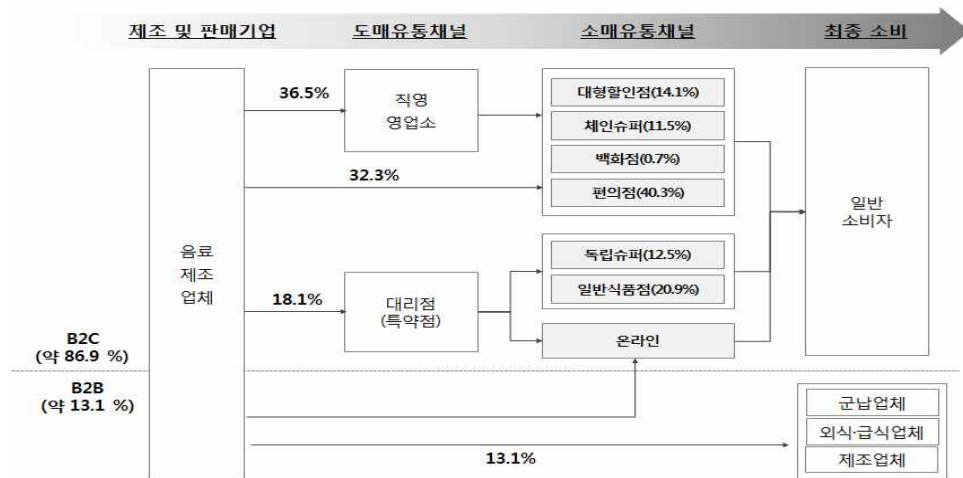 제조 및 판매기업
도매유통채널
소매유통채널
최종 소비
36.5%
직영
영업소
대형할인점(14.1%)
체인슈퍼(11.5%)
백화점(0.7%)
편의점(40.3%)
32.3%
일반
소비자
음료
제조
업체
18.1%
대리점
(특약점)
독립슈퍼(12.5%)
일반식품점(20.9%)
온라인
B2C
(약 86.9 %)
B2B
(약 13.1 %)
13.1%
군납업체
외식·급식업체
제조업체